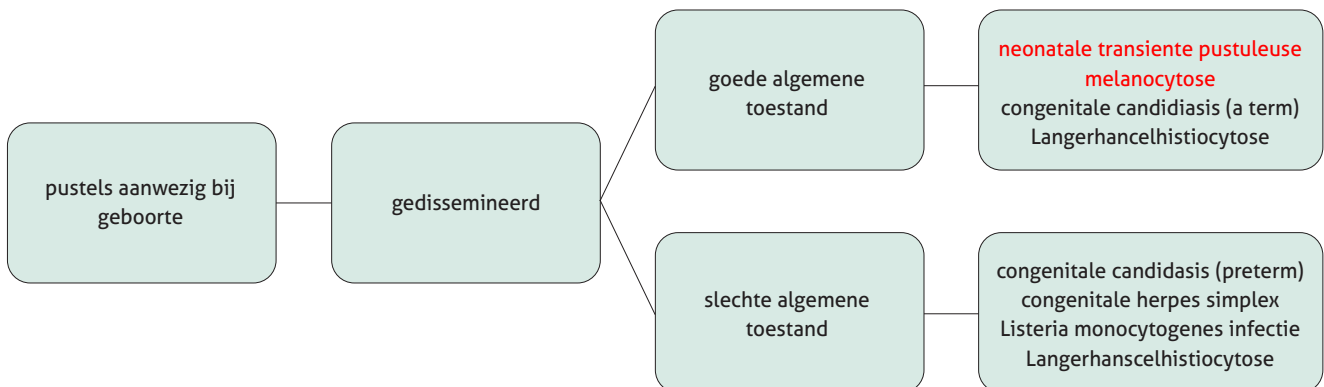 pustels aanwezig bij
geboorte
gedissemineerd
goede algemene
toestand
neonatale transiente pustuleuse
melanocytose
congenitale candidiasis (a term)
Langerhancelhistiocytose
slechte algemene
toestand
congenitale candidasis (preterm)
congenitale herpes simplex
Listeria monocytogenes infectie
Langerhanscelhistiocytose